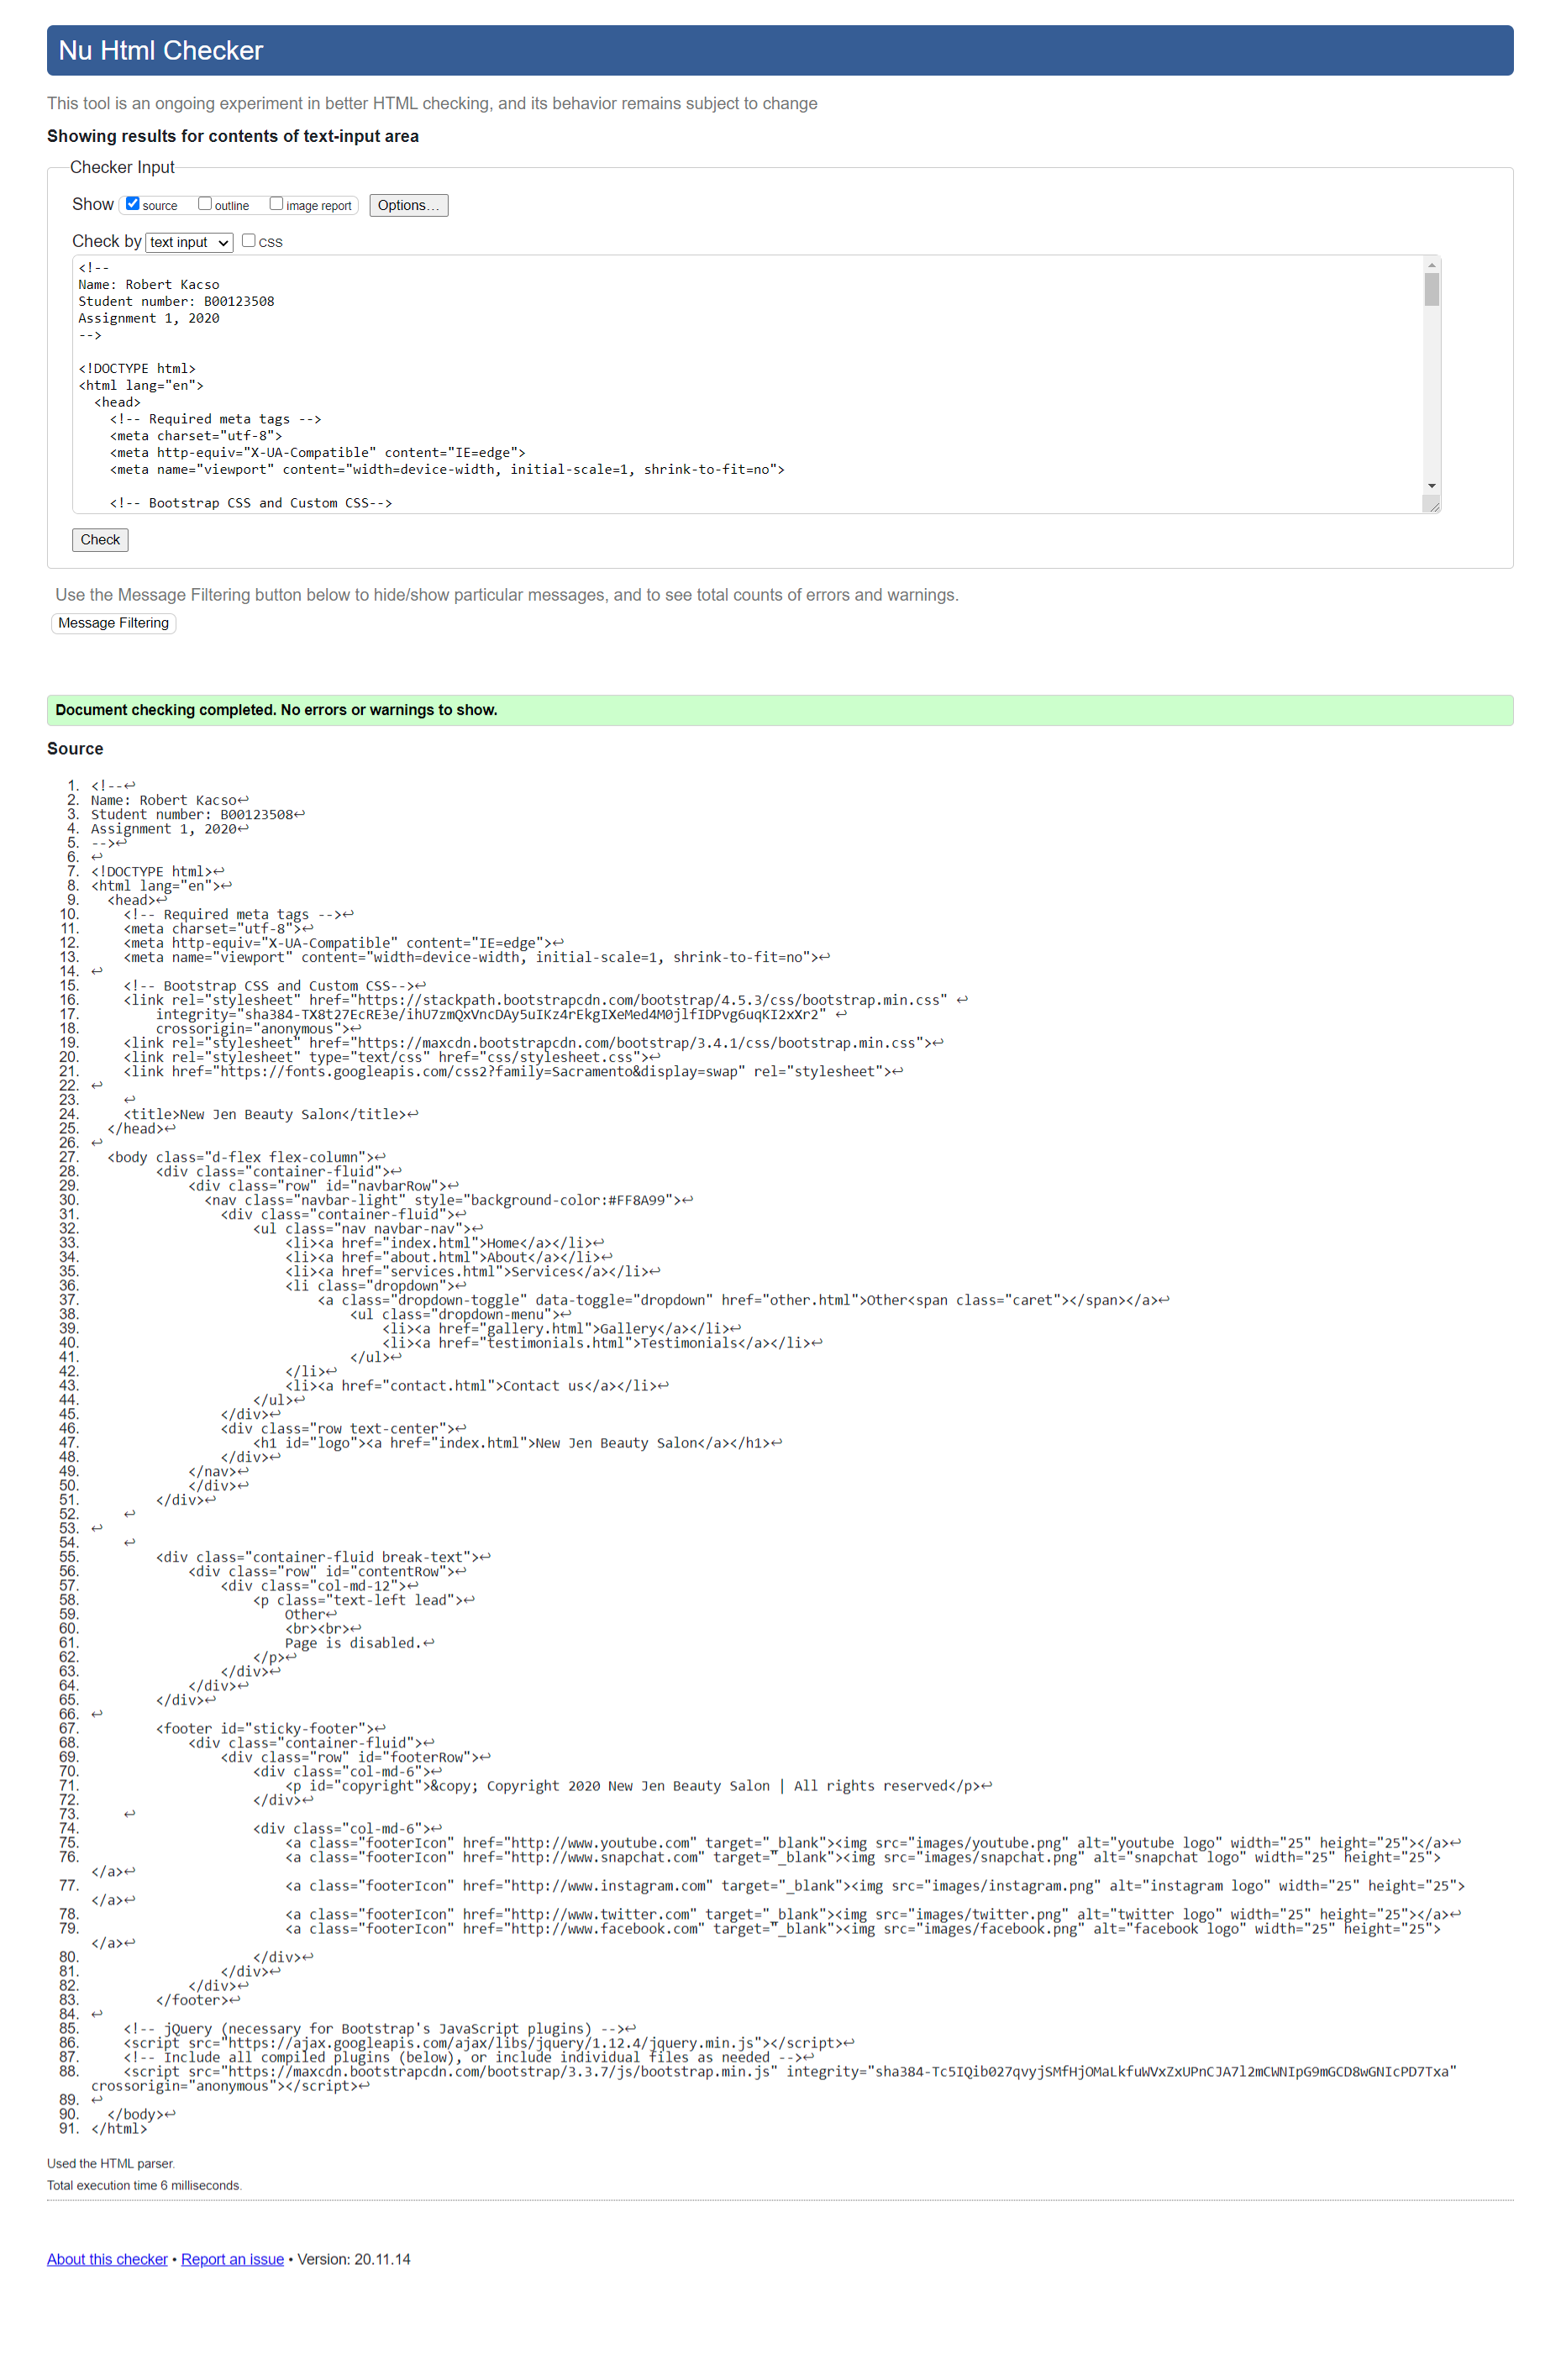 Nu Html Checker
This tool is an ongoing experiment in better HTML checking, and its behavior remains subject to change
Showing results for contents of text-input area
Checker Input
Show source outline image report Options...
Check by text input CSS
<!--
Name: Robert Kacso
Student number: B00123508
Assignment 1, 2020
-->
<!DOCTYPE html>
<html lang="en">
  <head>
    <!-- Required meta tags -->
    <meta charset="utf-8">
    <meta http-equiv="X-UA-Compatible" content="IE=edge">
    <meta name="viewport" content="width=device-width, initial-scale=1, shrink-to-fit=no">
    <!-- Bootstrap CSS and Custom CSS-->
Check
Use the Message Filtering button below to hide/show particular messages, and to see total counts of errors and warnings.
Message Filtering
Document checking completed. No errors or warnings to show.
Source
1. <!--↩
2. Name: Robert Kacso↩
3. Student number: B00123508↩
4. Assignment 1, 2020↩
5. -->↩
6. ↩
7. <!DOCTYPE html>↩
8. <html lang="en">↩
9.   <head>↩
10.     <!-- Required meta tags -->↩
11.     <meta charset="utf-8">↩
12.     <meta http-equiv="X-UA-Compatible" content="IE=edge">↩
13.     <meta name="viewport" content="width=device-width, initial-scale=1, shrink-to-fit=no">↩
14. ↩
15.     <!-- Bootstrap CSS and Custom CSS-->↩
16.     <link rel="stylesheet" href="https://stackpath.bootstrapcdn.com/bootstrap/4.5.3/css/bootstrap.min.css" ↩
17.         integrity="sha384-TX8t27EcRE3e/ihU7zmQxVncDAy5uIKz4rEkgIXeMed4M0jlfIDPvg6uqKI2xXr2" ↩
18.         crossorigin="anonymous">↩
19.     <link rel="stylesheet" href="https://maxcdn.bootstrapcdn.com/bootstrap/3.4.1/css/bootstrap.min.css">↩
20.     <link rel="stylesheet" type="text/css" href="css/stylesheet.css">↩
21.     <link href="https://fonts.googleapis.com/css2?family=Sacramento&display=swap" rel="stylesheet">↩
22. ↩
23.     ↩
24.     <title>New Jen Beauty Salon</title>↩
25.   </head>↩
26. ↩
27.   <body class="d-flex flex-column">↩
28.         <div class="container-fluid">↩
29.             <div class="row" id="navbarRow">↩
30.               <nav class="navbar-light" style="background-color:#FF8A99">↩
31.                 <div class="container-fluid">↩
32.                     <ul class="nav navbar-nav">↩
33.                         <li><a href="index.html">Home</a></li>↩
34.                         <li><a href="about.html">About</a></li>↩
35.                         <li><a href="services.html">Services</a></li>↩
36.                         <li class="dropdown">↩
37.                             <a class="dropdown-toggle" data-toggle="dropdown" href="other.html">Other<span class="caret"></span></a>↩
38.                                 <ul class="dropdown-menu">↩
39.                                     <li><a href="gallery.html">Gallery</a></li>↩
40.                                     <li><a href="testimonials.html">Testimonials</a></li>↩
41.                                 </ul>↩
42.                         </li>↩
43.                         <li><a href="contact.html">Contact us</a></li>↩
44.                     </ul>↩
45.                 </div>↩
46.                 <div class="row text-center">↩
47.                     <h1 id="logo"><a href="index.html">New Jen Beauty Salon</a></h1>↩
48.                 </div>↩
49.             </nav>↩
50.             </div>↩
51.         </div>↩
52.     ↩
53. ↩
54.     ↩
55.         <div class="container-fluid break-text">↩
56.             <div class="row" id="contentRow">↩
57.                 <div class="col-md-12">↩
58.                     <p class="text-left lead">↩
59.                         Other↩
60.                         <br><br>↩
61.                         Page is disabled.↩
62.                     </p>↩
63.                 </div>↩
64.             </div>↩
65.         </div>↩
66. ↩
67.         <footer id="sticky-footer">↩
68.             <div class="container-fluid">↩
69.                 <div class="row" id="footerRow">↩
70.                     <div class="col-md-6">↩
71.                         <p id="copyright">&copy; Copyright 2020 New Jen Beauty Salon | All rights reserved</p>↩
72.                     </div>↩
73.     ↩
74.                     <div class="col-md-6">↩
75.                         <a class="footerIcon" href="http://www.youtube.com" target="_blank"><img src="images/youtube.png" alt="youtube logo" width="25" height="25"></a>↩
76.                         <a class="footerIcon" href="http://www.snapchat.com" target="_blank"><img src="images/snapchat.png" alt="snapchat logo" width="25" height="25">
</a>↩
77.                         <a class="footerIcon" href="http://www.instagram.com" target="_blank"><img src="images/instagram.png" alt="instagram logo" width="25" height="25">
</a>↩
78.                         <a class="footerIcon" href="http://www.twitter.com" target="_blank"><img src="images/twitter.png" alt="twitter logo" width="25" height="25"></a>↩
79.                         <a class="footerIcon" href="http://www.facebook.com" target="_blank"><img src="images/facebook.png" alt="facebook logo" width="25" height="25">
</a>↩
80.                     </div>↩
81.                 </div>↩
82.             </div>↩
83.         </footer>↩
84. ↩
85.     <!-- jQuery (necessary for Bootstrap's JavaScript plugins) -->↩
86.     <script src="https://ajax.googleapis.com/ajax/libs/jquery/1.12.4/jquery.min.js"></script>↩
87.     <!-- Include all compiled plugins (below), or include individual files as needed -->↩
88.     <script src="https://maxcdn.bootstrapcdn.com/bootstrap/3.3.7/js/bootstrap.min.js" integrity="sha384-Tc5IQib027qvyjSMfHjOMaLkfuWVxZxUPnCJA7l2mCWNIpG9mGCD8wGNIcPD7Txa"
crossorigin="anonymous"></script>↩
89. ↩
90.   </body>↩
91. </html>
Used the HTML parser.
Total execution time 6 milliseconds.
About this checker • Report an issue • Version: 20.11.14